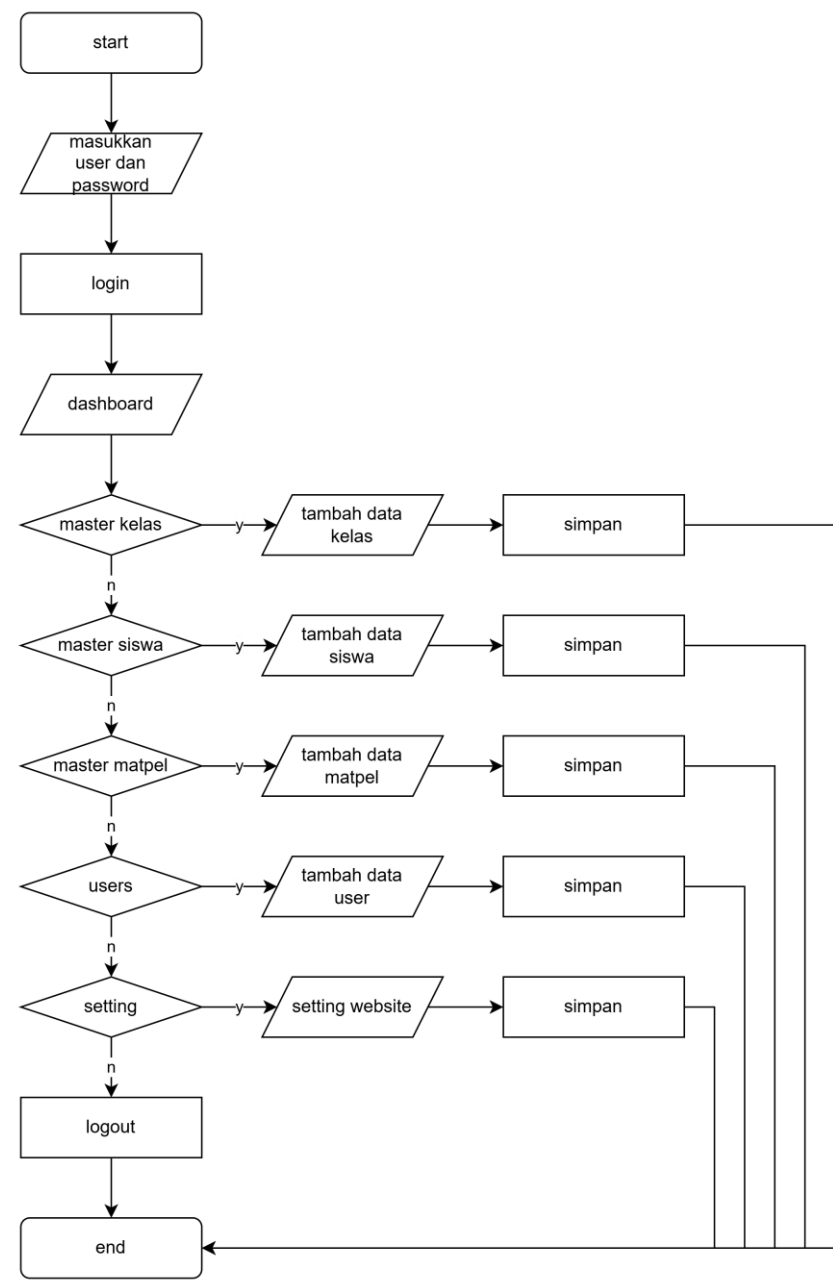 start
masukkan
user dan
password
login
dashboard
master kelas
y
tambah data
kelas
simpan
n
master siswa
y
tambah data
siswa
simpan
n
master matpel
y
tambah data
matpel
simpan
n
users
y
tambah data
user
simpan
n
setting
y
setting website
simpan
n
logout
end